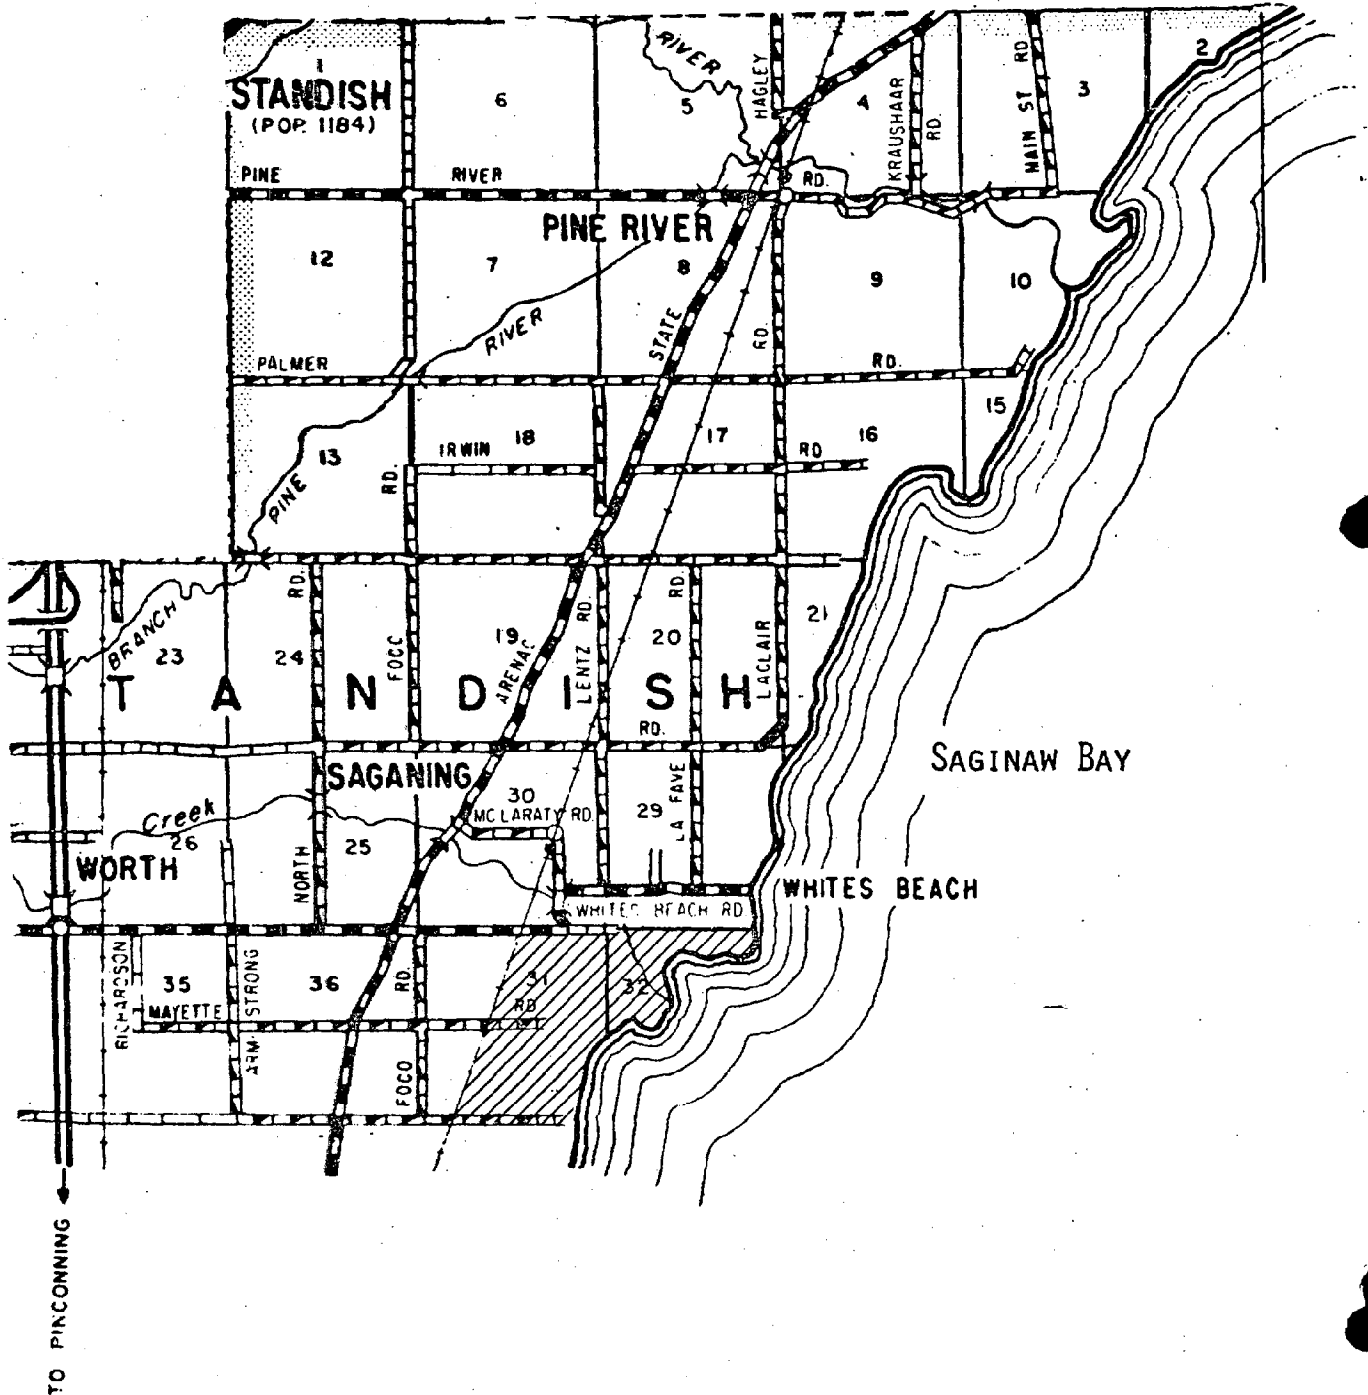 RIVER
HAGLEY
KRAUSHAAR
RD.
MAIN ST RD
1
2
3
4
5
6
STANDISH
(POP. 1184)
PINE RIVER RD.
PINE RIVER
12
7
8
9
10
RIVER
STATE
RD.
PALMER RD.
15
13
IRWIN 18
17
16
RD
RD.
PINE
BRANCH
23
RD.
24
FOCO
19
ARENAC
LENTZ RD.
20
RD.
LACLAIR
21
T A N D I S H
RD.
SAGANING
SAGINAW BAY
Creek
26
30
MCLARATY RD.
29
LA FAVE
25
WORTH
NORTH
WHITES BEACH
WHITES BEACH RD
RICHARDSON
35
MAYETTE
ARMSTRONG
36
RD.
31
RD
32
FOCO
TO PINCONNING